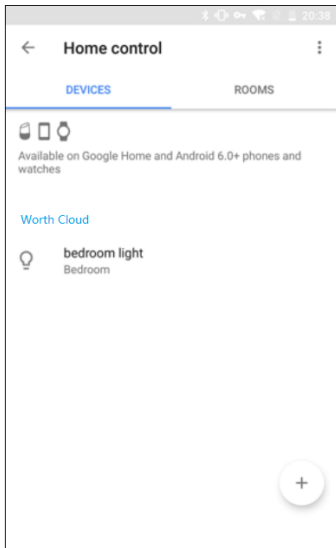 20:38
Home control
DEVICES
ROOMS
Available on Google Home and Android 6.0+ phones and
watches
Worth Cloud
bedroom light
Bedroom